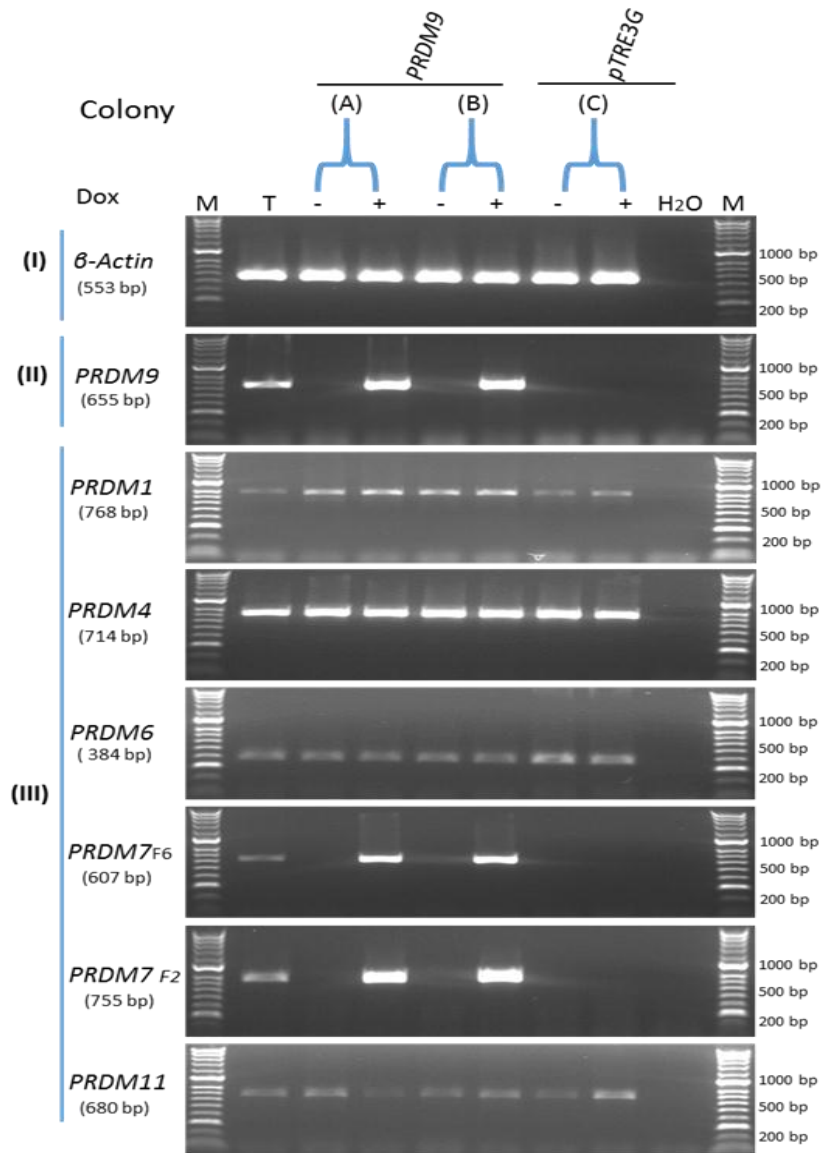 PRDM9
pTRE3G
Colony
(A)
(B)
(C)
Dox
M T - + - + - + H2O M
(I)
β-Actin
(553 bp)
1000 bp
500 bp
200 bp
(II)
PRDM9
(655 bp)
1000 bp
500 bp
200 bp
(III)
PRDM1
(768 bp)
1000 bp
500 bp
200 bp
PRDM4
(714 bp)
1000 bp
500 bp
200 bp
PRDM6
( 384 bp)
1000 bp
500 bp
200 bp
PRDM7F6
(607 bp)
1000 bp
500 bp
200 bp
PRDM7 F2
(755 bp)
1000 bp
500 bp
200 bp
PRDM11
(680 bp)
1000 bp
500 bp
200 bp